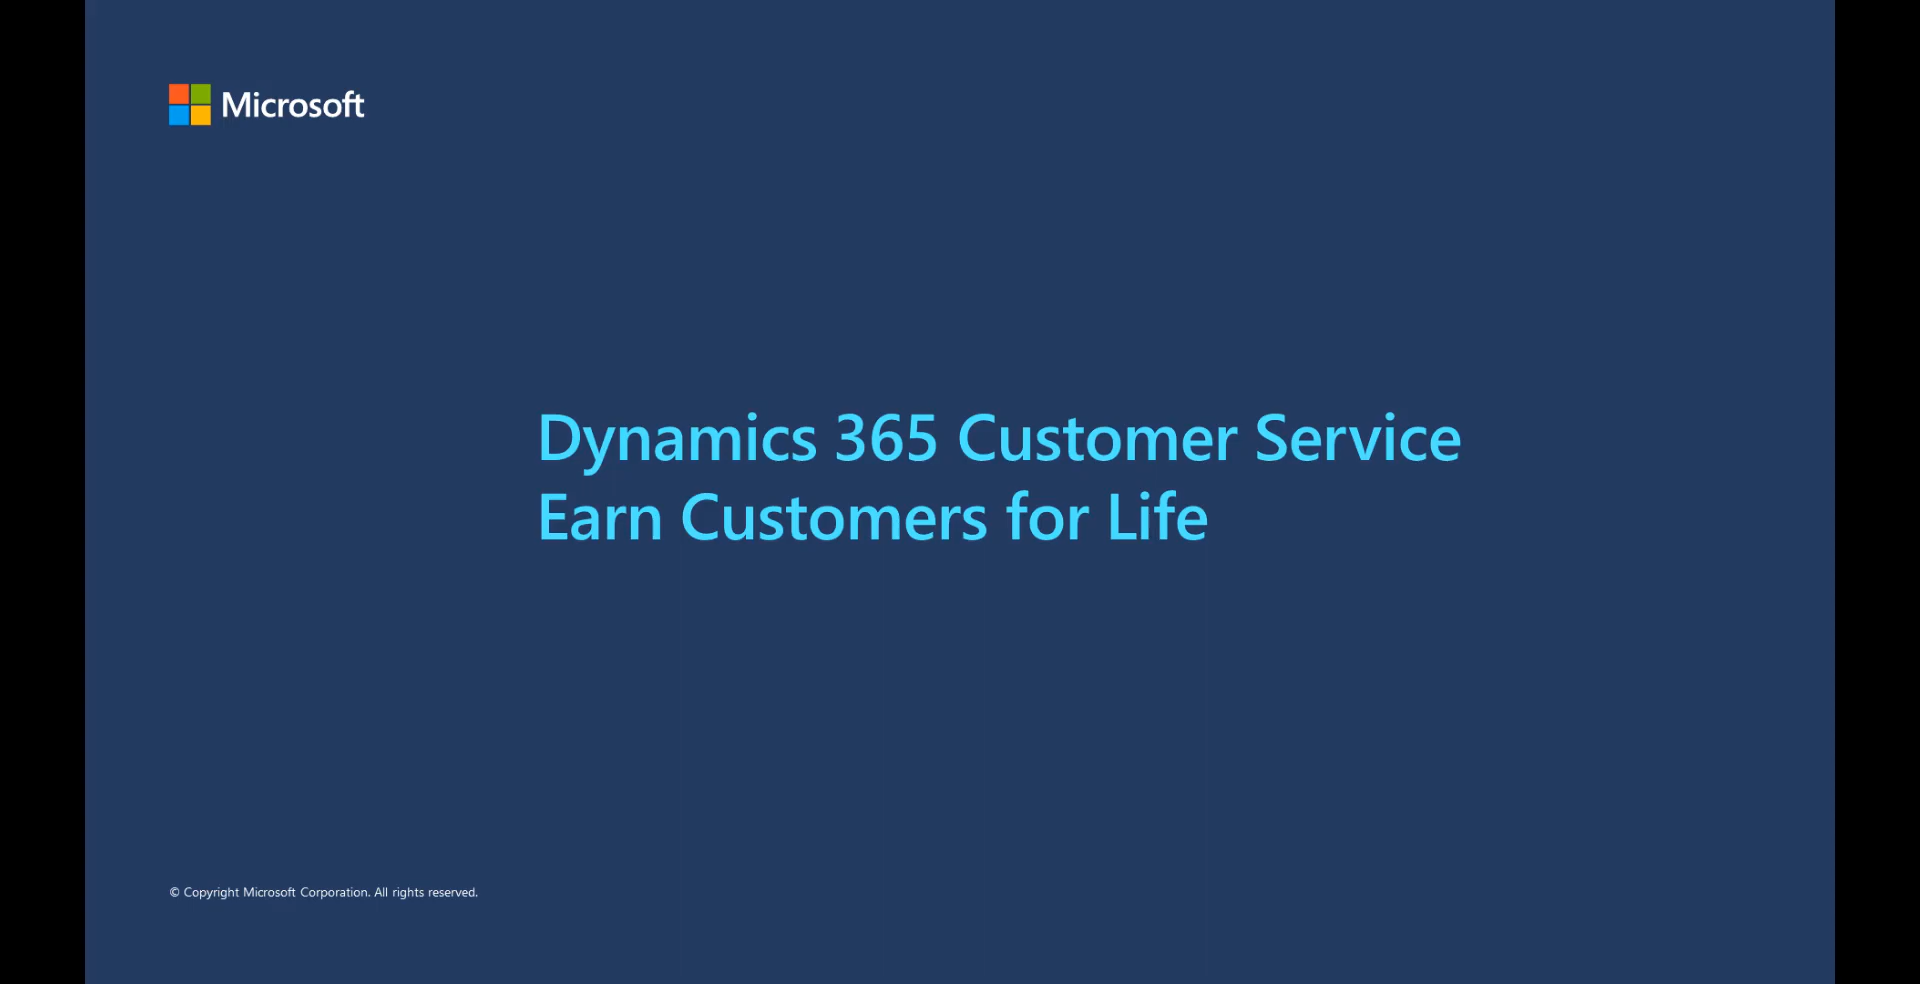 Microsoft
Dynamics 365 Customer Service
Earn Customers for Life
© Copyright Microsoft Corporation. All rights reserved.